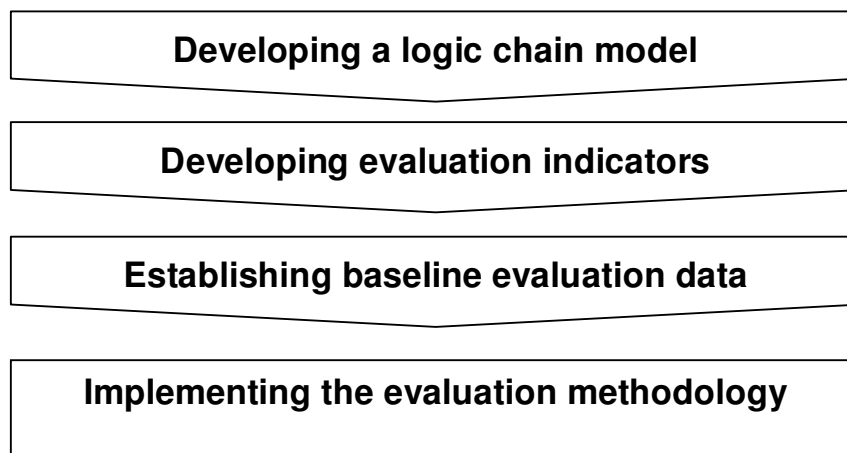 Developing a logic chain model
Developing evaluation indicators
Establishing baseline evaluation data
Implementing the evaluation methodology